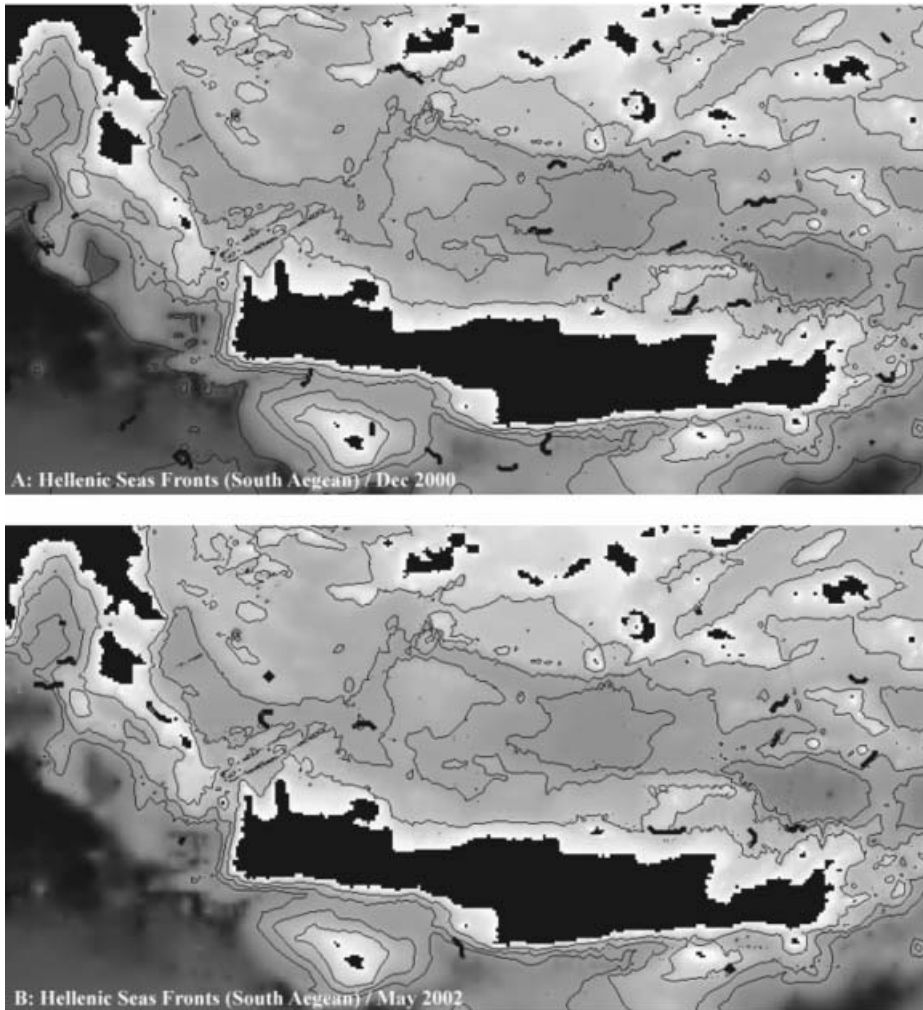 A: Hellenic Seas Fronts (South Aegean) / Dec 2000
B: Hellenic Seas Fronts (South Aegean) / May 2002